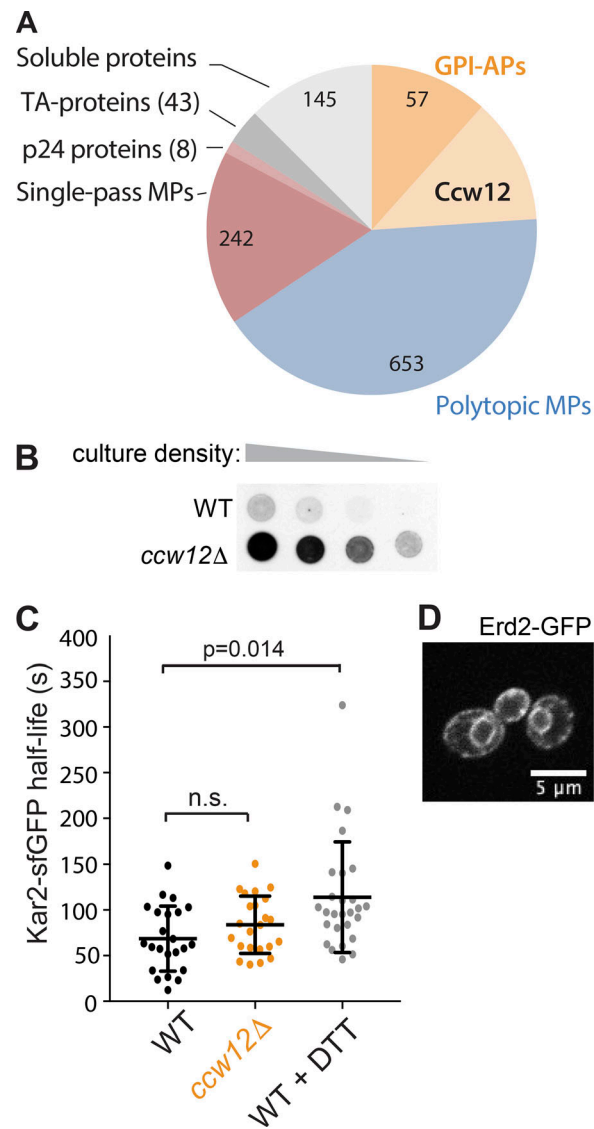 A
Soluble proteins
TA-proteins (43)
p24 proteins (8)
Single-pass MPs
145
57
GPI-APs
Ccw12
242
653
Polytopic MPs
B
culture density:
WT
ccw12Δ
C
Kar2-sfGFP half-life (s)
400
350
300
250
200
150
100
50
0
p=0.014
n.s.
WT
ccw12Δ
WT + DTT
D
Erd2-GFP
5 µm